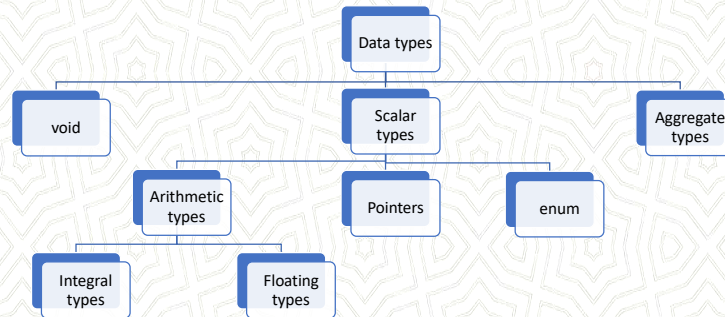 Data types
void
Scalar
types
Aggregate
types
Arithmetic
types
Pointers
enum
Integral
types
Floating
types